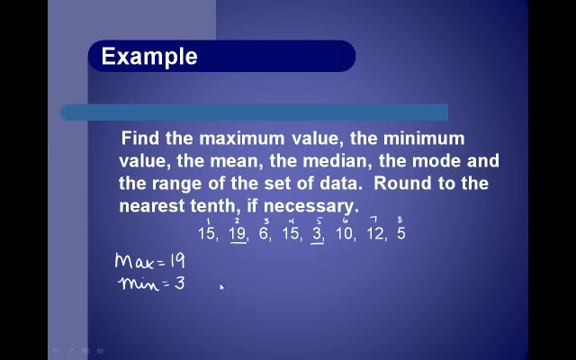 Example
Find the maximum value, the minimum
value, the mean, the median, the mode and
the range of the set of data. Round to the
nearest tenth, if necessary.
1 2 3 4 5 6 7 8
15, 19, 6, 15, 3, 10, 12, 5
Max = 19
min = 3